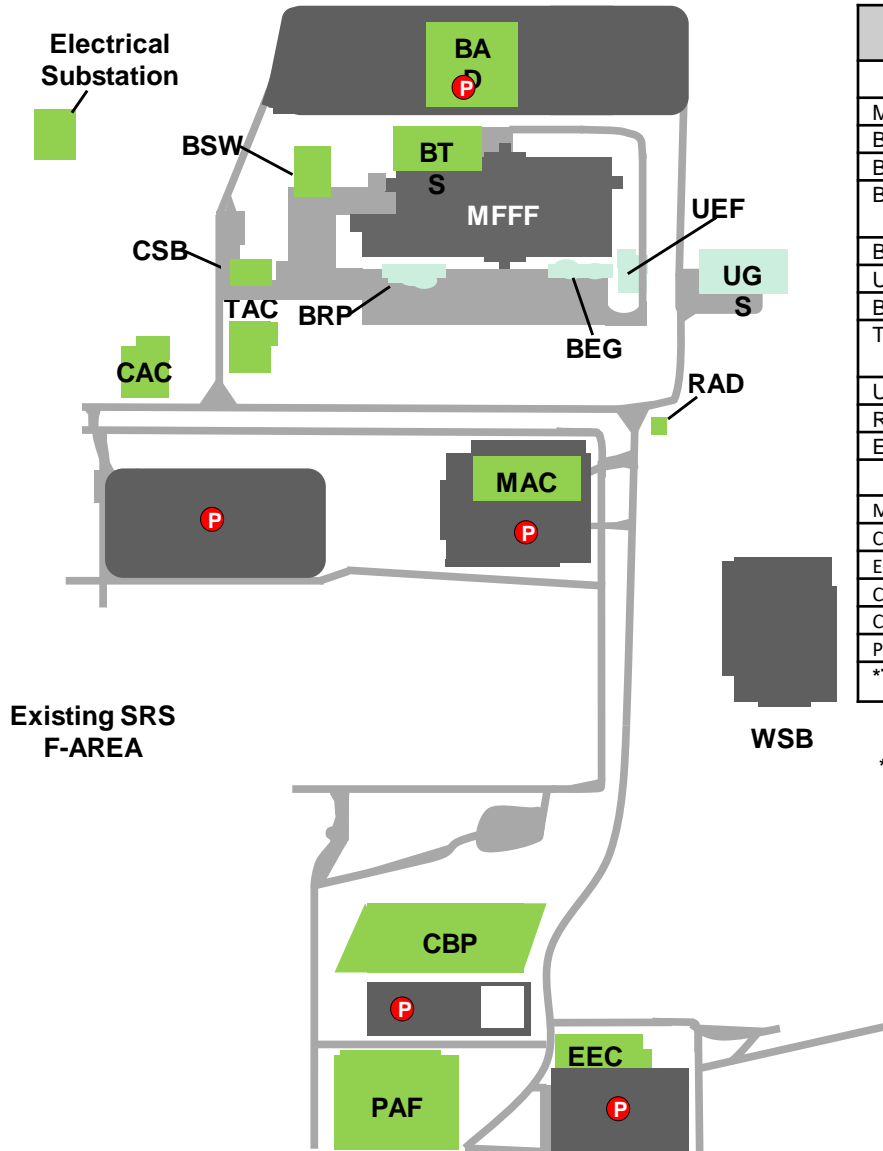 Electrical
Substation
BA
D
P
BSW
BT
S
MFFF
UEF
CSB
UG
S
TAC
BRP
BEG
CAC
RAD
MAC
P
P
Existing SRS
F-AREA
WSB
CBP
P
EEC
PAF
P
M
B
B
B
B
U
B
T
U
R
E
M
C
E
C
C
P
*
*